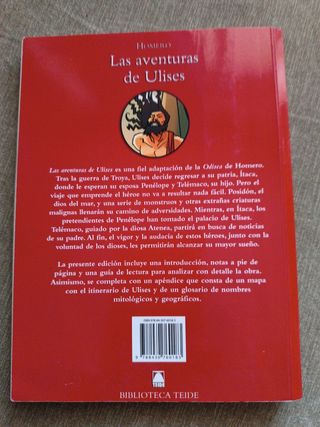 HOMERO
Las aventuras
de Ulises
Las aventuras de Ulises es una fiel adaptación de la Odisea de Homero.
Tras la guerra de Troya, Ulises decide regresar a su patria, Ítaca,
donde le esperan su esposa Penélope y Telémaco, su hijo. Pero el
viaje que emprende el héroe no va a resultar nada fácil. Posidón, el
dios del mar, y una serie de monstruos y otras extrañas criaturas
malignas llenarán su camino de adversidades. Mientras, en Ítaca, los
pretendientes de Penélope han tomado el palacio de Ulises.
Telémaco, guiado por la diosa Atenea, partirá en busca de noticias
de su padre. Al fin, el vigor y la audacia de estos héroes, junto con
la voluntad de los dioses, les permitirán alcanzar su mayor sueño.
La presente edición incluye una introducción, notas a pie de
página y una guía de lectura para analizar con detalle la obra.
Asimismo, se completa con un apéndice que consta de un mapa
con el itinerario de Ulises y de un glosario de nombres
mitológicos y geográficos.
TEIDE
BIBLIOTECA TEIDE